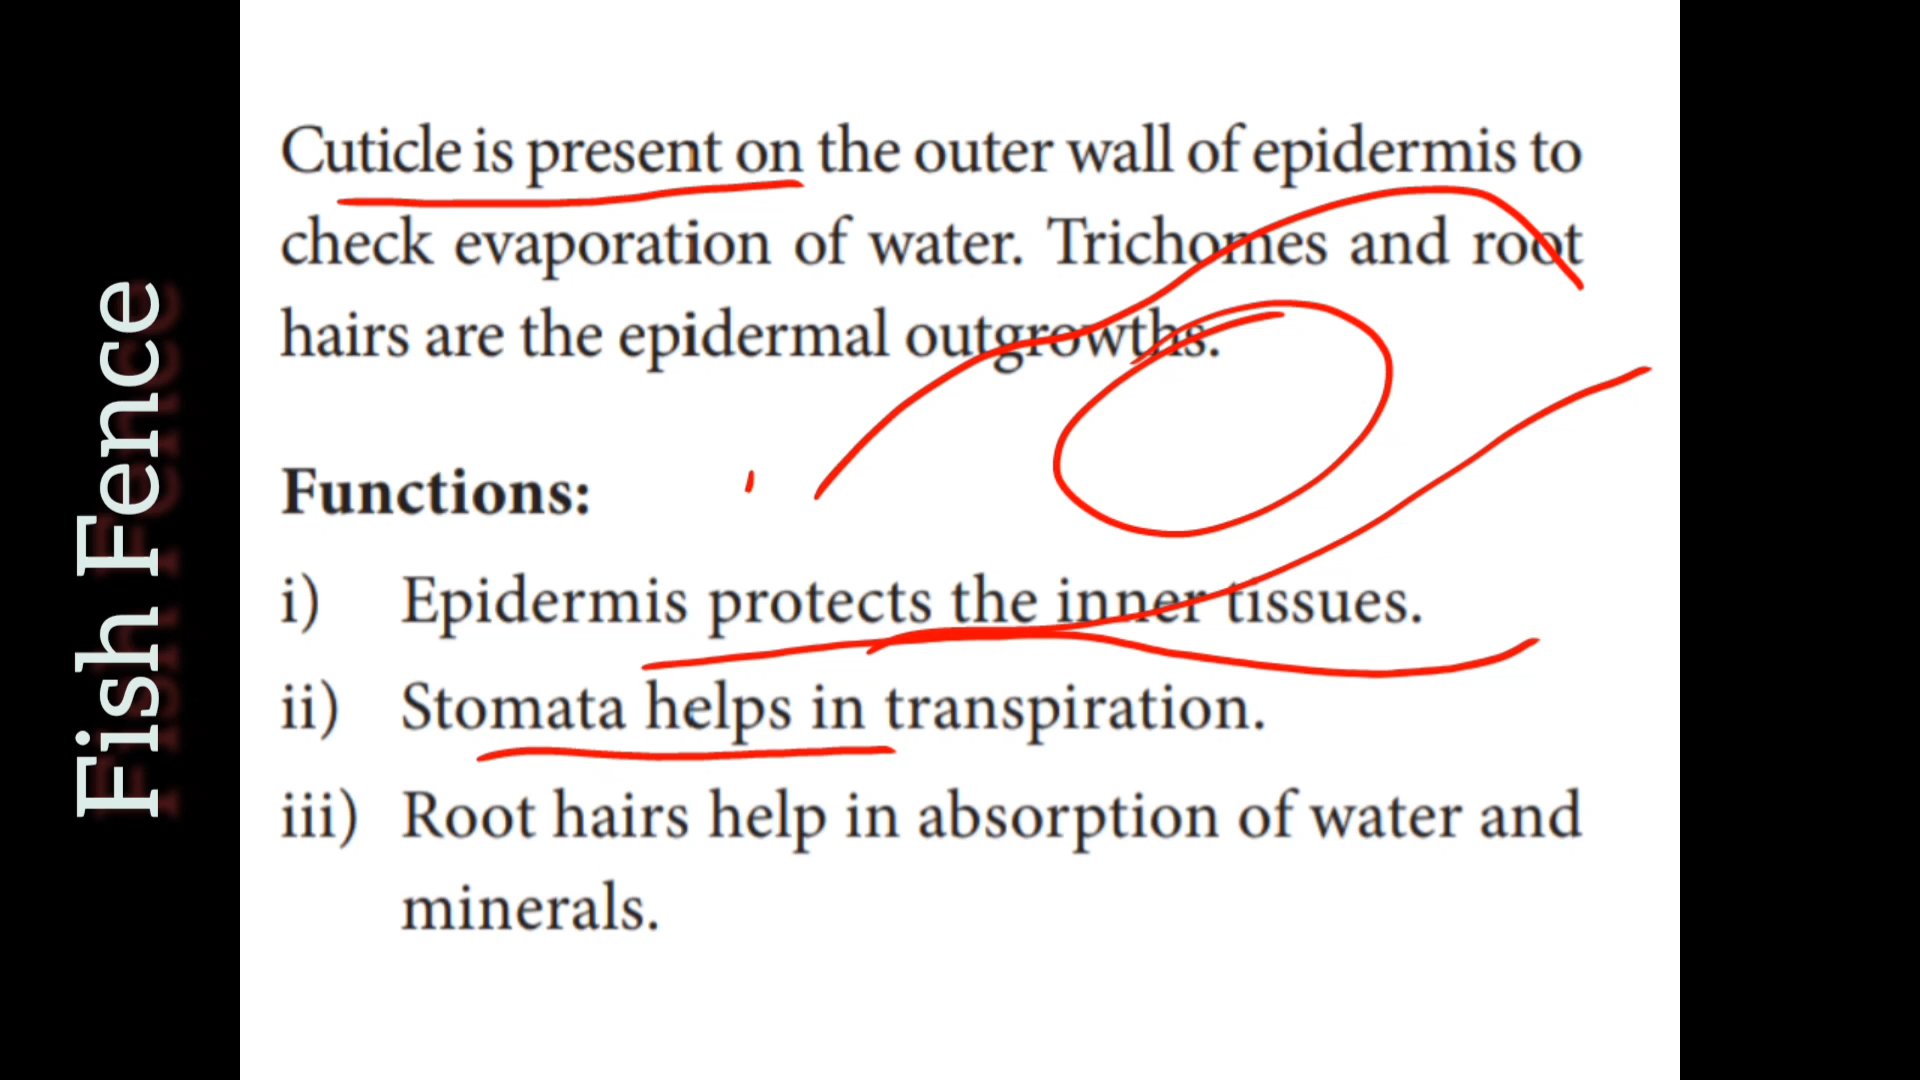 Fish Fence
Cuticle is present on the outer wall of epidermis to
check evaporation of water. Trichomes and root
hairs are the epidermal outgrowths.
Functions:
i) Epidermis protects the inner tissues.
ii) Stomata helps in transpiration.
iii) Root hairs help in absorption of water and
minerals.